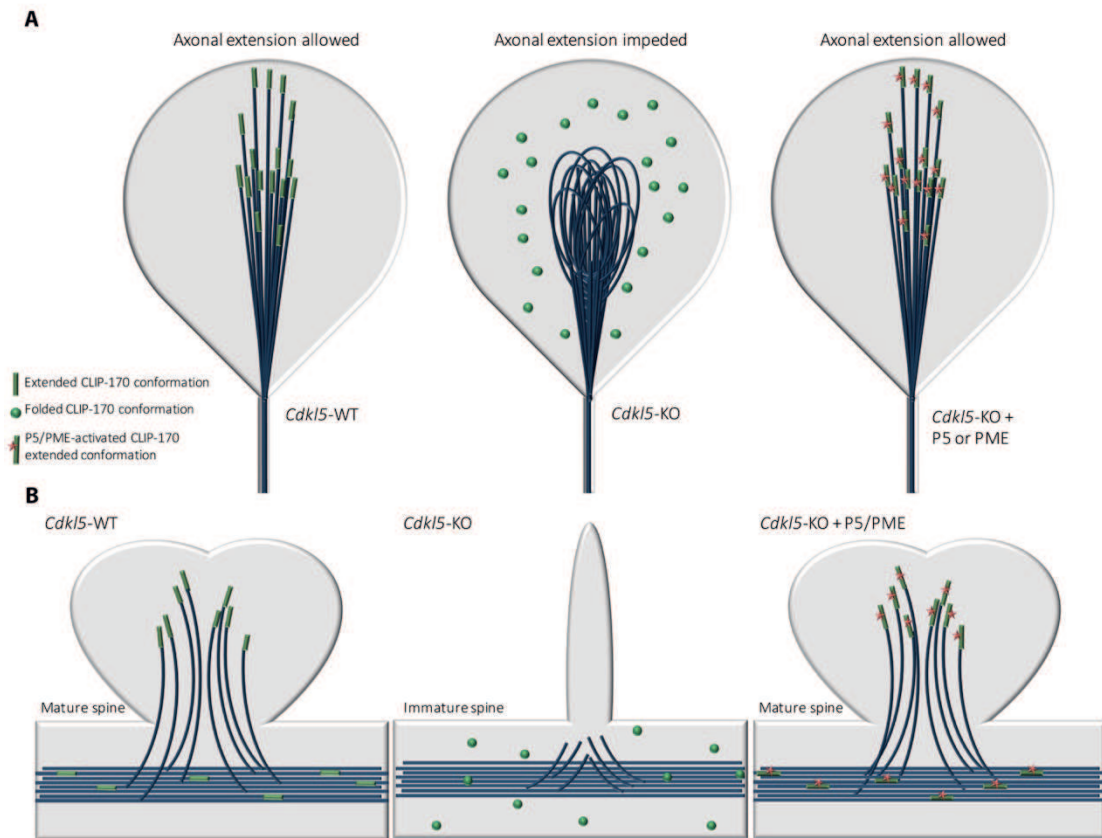 A
Axonal extension allowed
Axonal extension impeded
Axonal extension allowed
Extended CLIP-170 conformation
Folded CLIP-170 conformation
P5/PME-activated CLIP-170
extended conformation
Cdkl5-WT
Cdkl5-KO
Cdkl5-KO +
P5 or PME
B
Cdkl5-WT
Cdkl5-KO
Cdkl5-KO + P5/PME
Mature spine
Immature spine
Mature spine